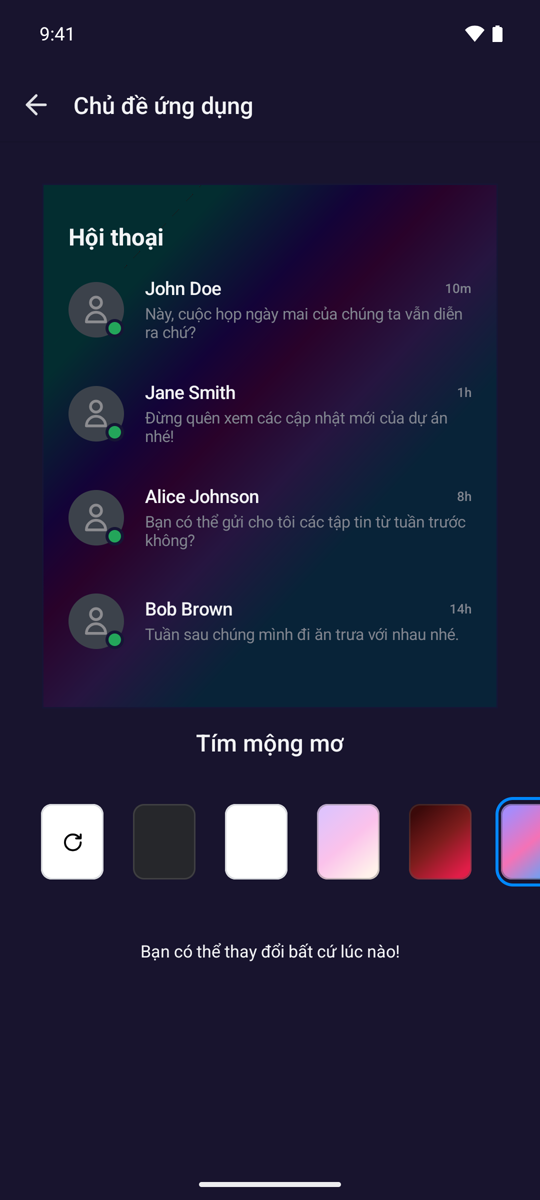 9:41
Chủ đề ứng dụng
Hội thoại
John Doe
10m
Này, cuộc họp ngày mai của chúng ta vẫn diễn
ra chứ?
Jane Smith
1h
Đừng quên xem các cập nhật mới của dự án
nhé!
Alice Johnson
8h
Bạn có thể gửi cho tôi các tập tin từ tuần trước
không?
Bob Brown
14h
Tuần sau chúng mình đi ăn trưa với nhau nhé.
Tím mộng mơ
Bạn có thể thay đổi bất cứ lúc nào!